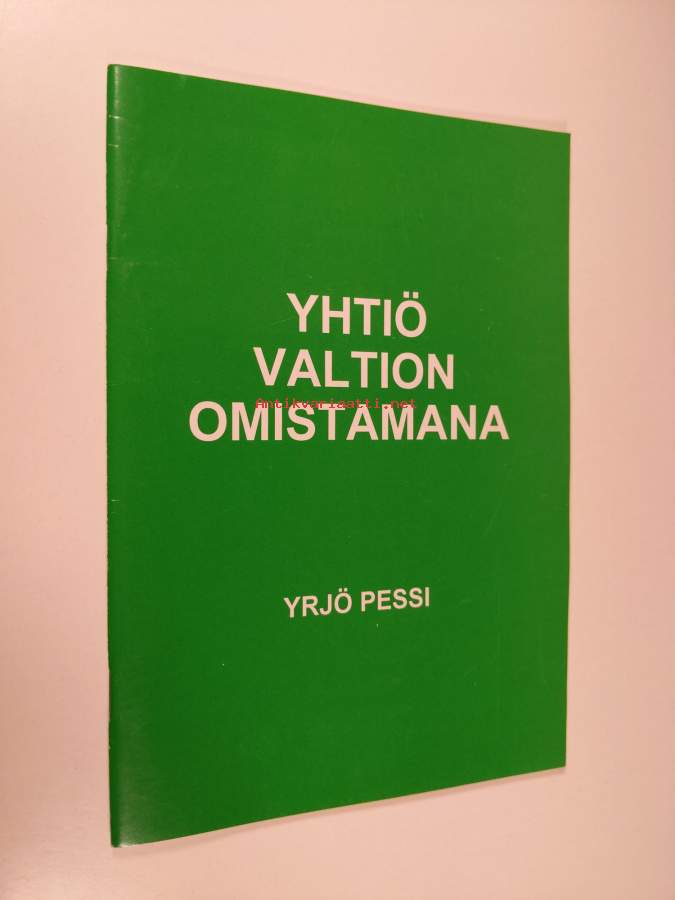 YHTIÖ
VALTION
Antikvariaatti.net
OMISTAMANA
YRJÖ PESSI